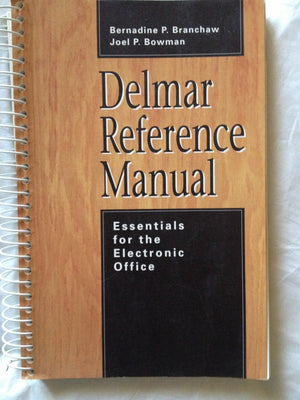 Bernadine P. Branchaw
Joel P. Bowman
Delmar
Reference
Manual
Essentials
for the
Electronic
Office